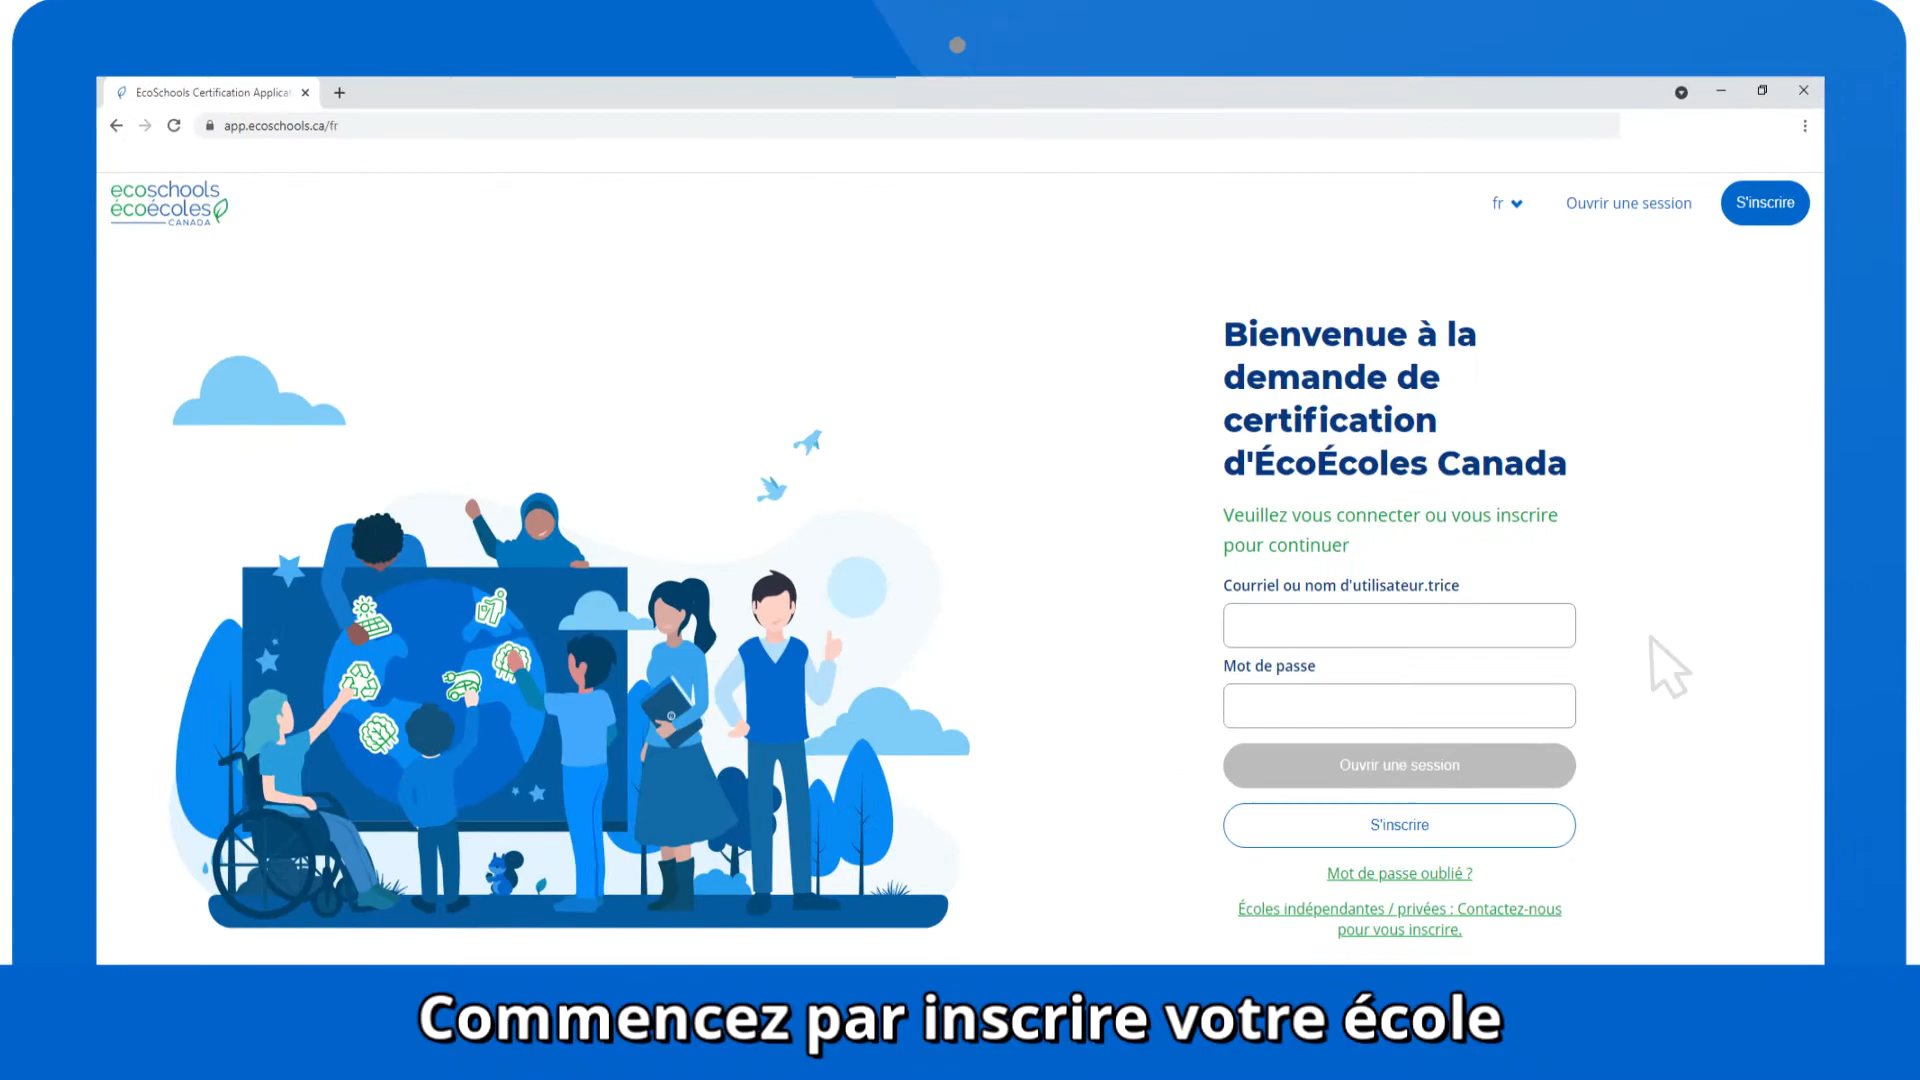 EcoSchools Certification Applica
app.ecoschools.ca/fr
ecoschools
écoécoles
CANADA
fr
Ouvrir une session
S'inscrire
Bienvenue à la
demande de
certification
d'ÉcoÉcoles Canada
Veuillez vous connecter ou vous inscrire
pour continuer
Courriel ou nom d'utilisateur.trice
Mot de passe
Ouvrir une session
S'inscrire
Mot de passe oublié ?
Écoles indépendantes / privées : Contactez-nous
pour vous inscrire.
Commencez par inscrire votre école